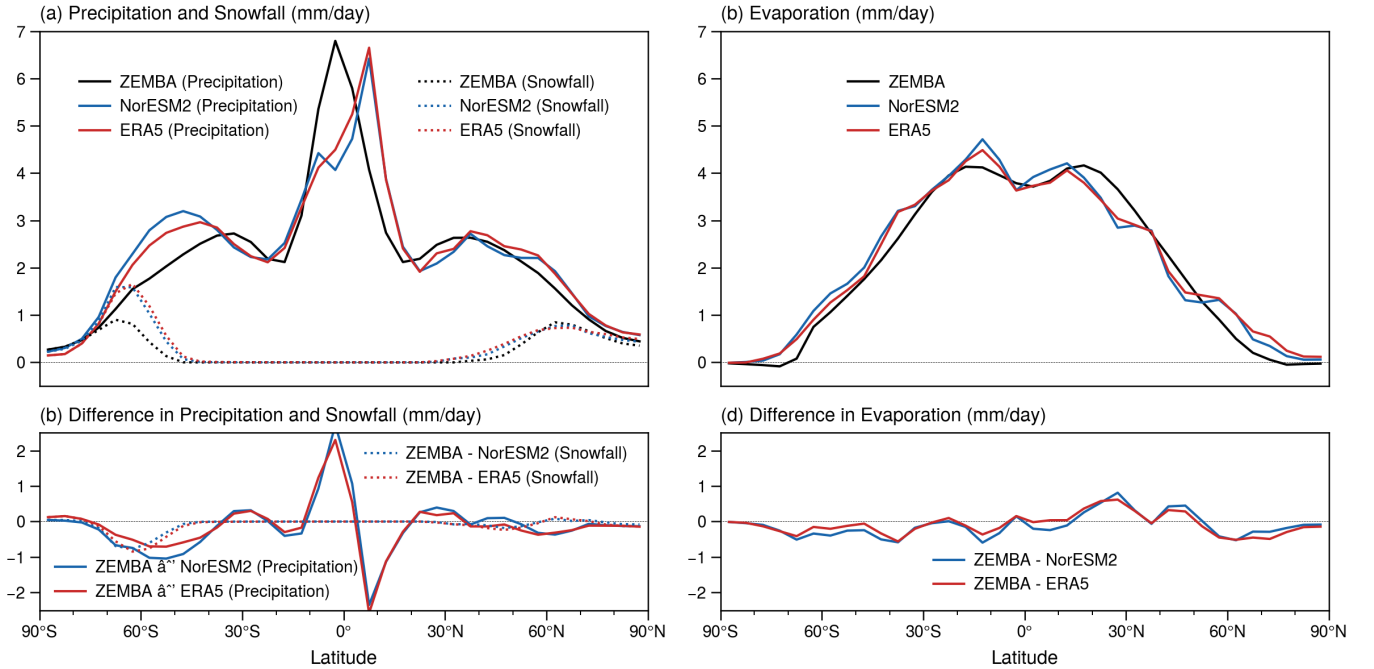 (a) Precipitation and Snowfall (mm/day)
7
6
5
4
3
2
1
0
ZEMBA (Precipitation)
NorESM2 (Precipitation)
ERA5 (Precipitation)
ZEMBA (Snowfall)
NorESM2 (Snowfall)
ERA5 (Snowfall)
(b) Evaporation (mm/day)
7
6
5
4
3
2
1
0
ZEMBA
NorESM2
ERA5
(b) Difference in Precipitation and Snowfall (mm/day)
2
1
0
−1
−2
ZEMBA - NorESM2 (Snowfall)
ZEMBA - ERA5 (Snowfall)
ZEMBA âˆ’ NorESM2 (Precipitation)
ZEMBA âˆ’ ERA5 (Precipitation)
90°S 60°S 30°S 0° 30°N 60°N 90°N
Latitude
(d) Difference in Evaporation (mm/day)
2
1
0
−1
−2
ZEMBA - NorESM2
ZEMBA - ERA5
90°S 60°S 30°S 0° 30°N 60°N 90°N
Latitude